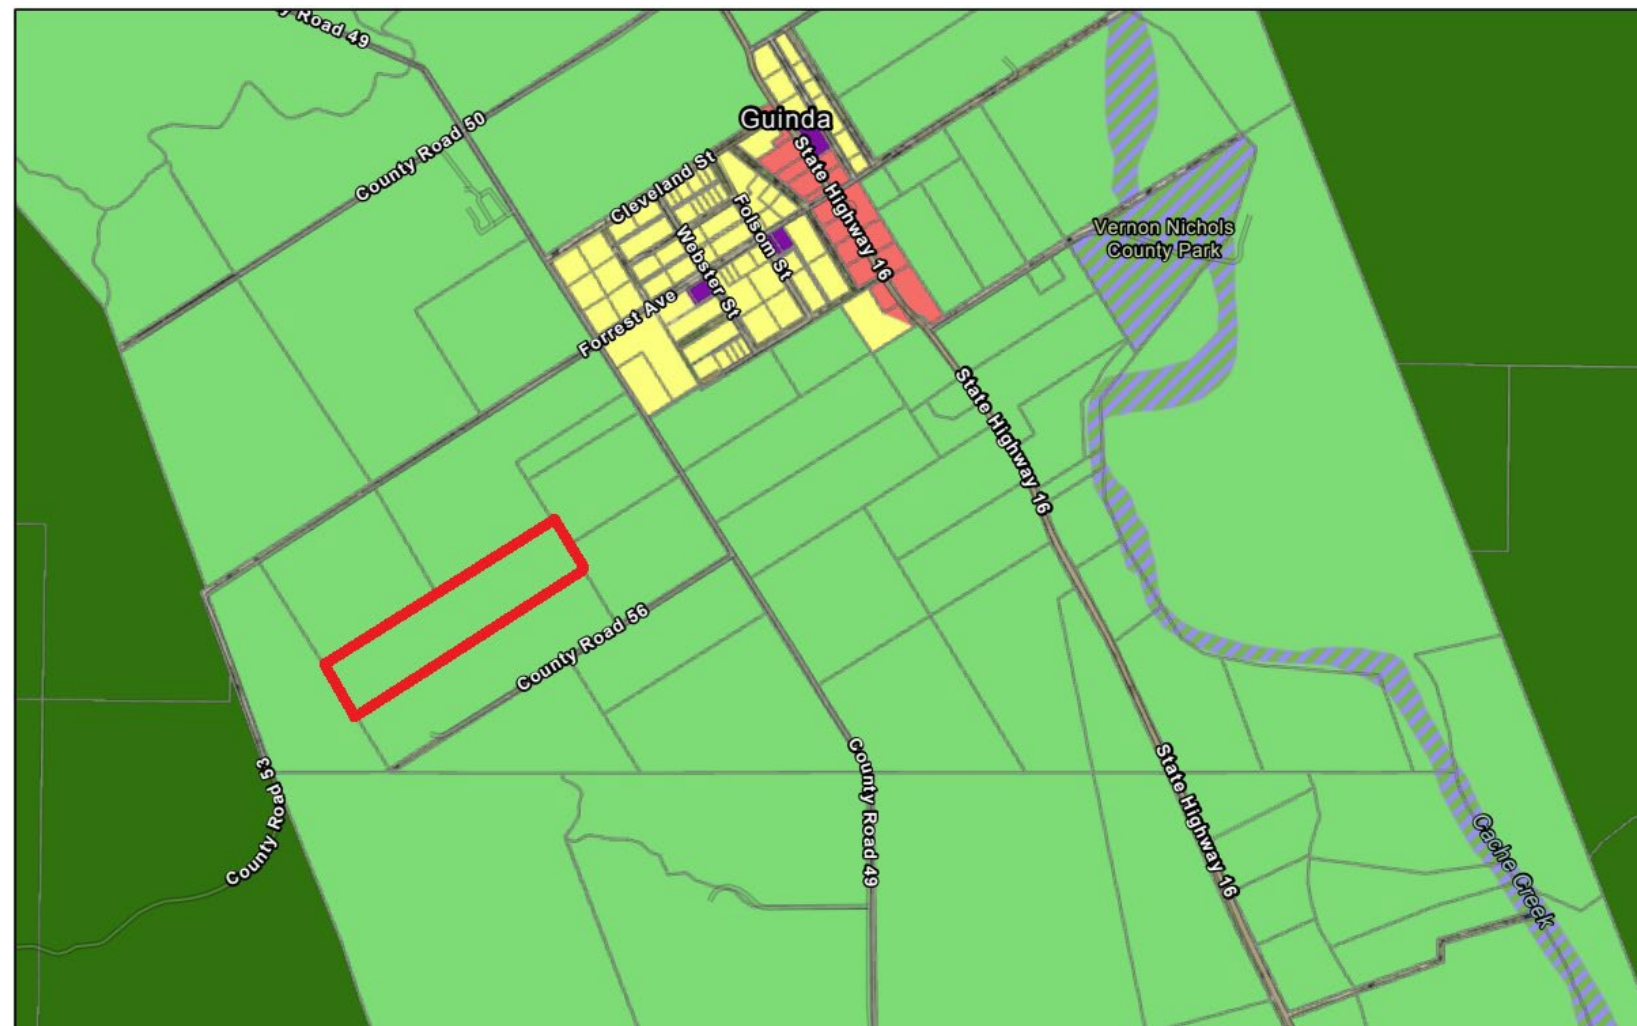 y Road 49
County Road 50
Guinda
Cleveland St
State Highway 16
Folsom St
Webster St
Forrest Ave
Vernon Nichols
County Park
State Highway 16
County Road 56
County Road 53
County Road 49
State Highway 16
Cache Creek